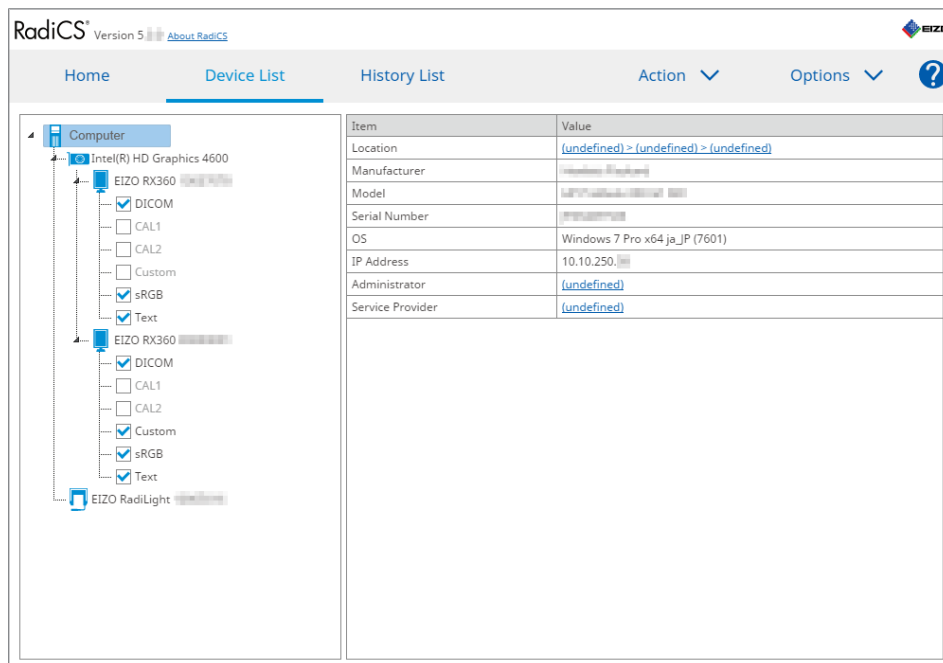 RadiCS® Version 5. About RadiCS
EIZ
Home Device List History List Action Options ?
Computer
Intel(R) HD Graphics 4600
EIZO RX360
DICOM
CAL1
CAL2
Custom
sRGB
Text
EIZO RX360
DICOM
CAL1
CAL2
Custom
sRGB
Text
EIZO RadiLight
Item Value
Location (undefined) > (undefined) > (undefined)
Manufacturer
Model
Serial Number
OS Windows 7 Pro x64 ja_JP (7601)
IP Address 10.10.250.
Administrator (undefined)
Service Provider (undefined)